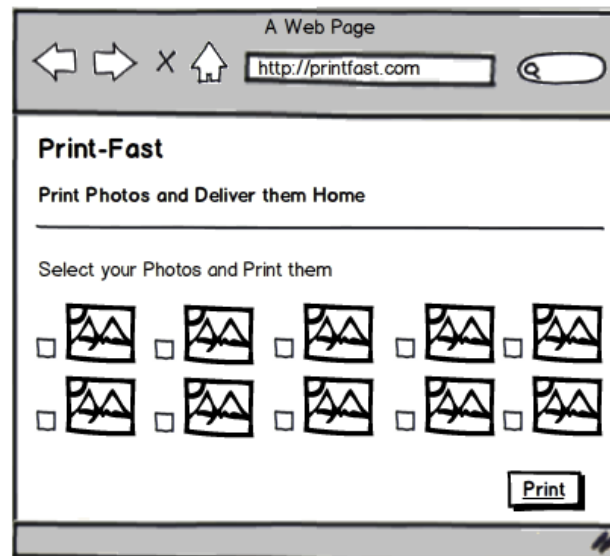 A Web Page
http://printfast.com
Print-Fast
Print Photos and Deliver them Home
Select your Photos and Print them
Print